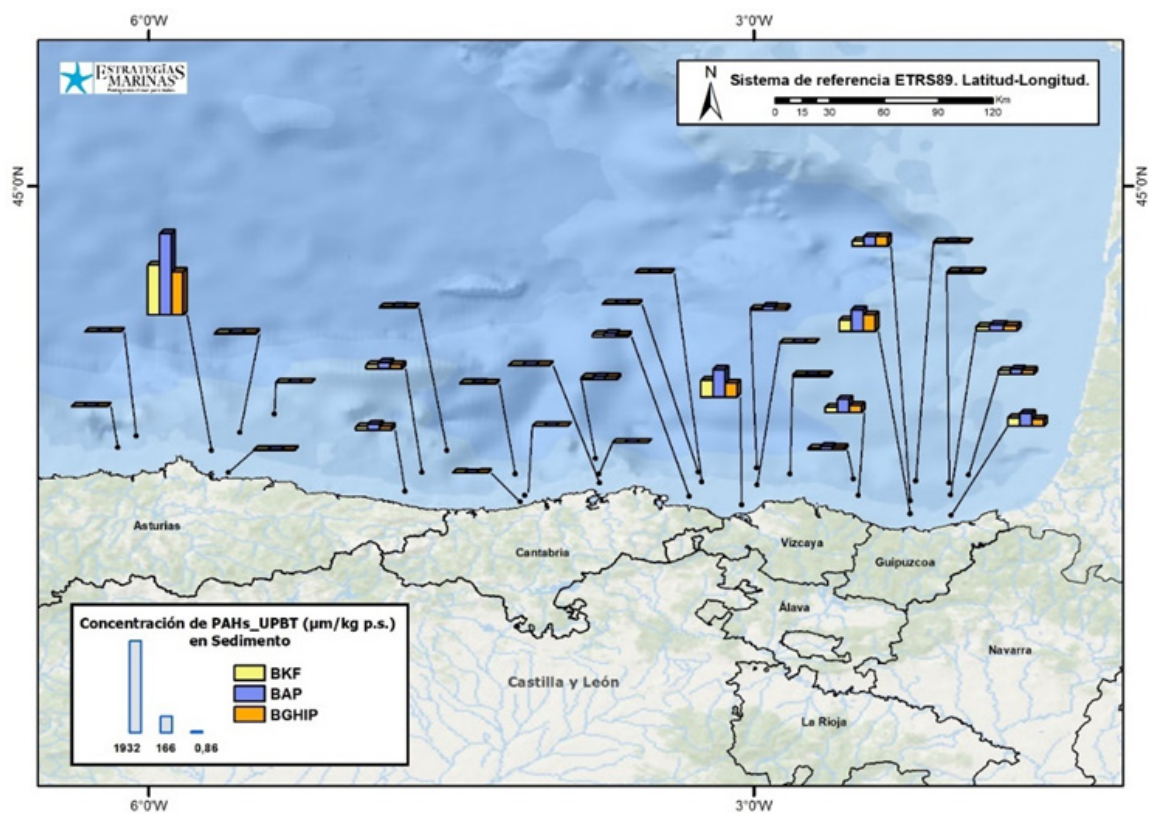 6°0'W
3°0'W
ESTRATEGIAS
MARINAS
N
Sistema de referencia ETRS89. Latitud-Longitud.
Km
0 15 30 60 90 120
45°0'N
45°0'N
Asturias
Cantabria
Vizcaya
Guipuzcoa
Álava
Navarra
Castilla y León
La Rioja
Concentración de PAHs_UPBT (µm/kg p.s.)
en Sedimento
BKF
BAP
BGHIP
1932 166 0,86
6°0'W
3°0'W